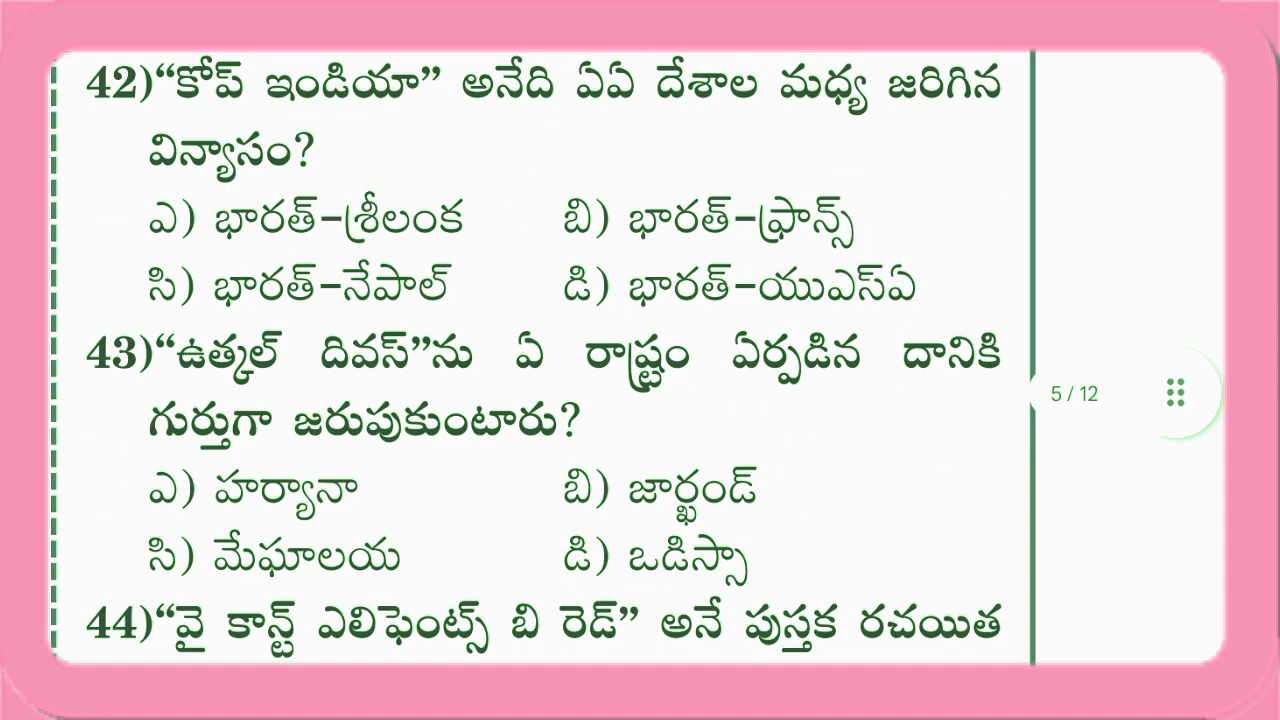 42)“కోప్ ఇండియా” అనేది ఏఏ దేశాల మధ్య జరిగిన
విన్యాసం?
ఎ) భారత్-శ్రీలంక బి) భారత్-ఫ్రాన్స్
సి) భారత్-నేపాల్ డి) భారత్-యుఎస్ఏ
43)“ఉత్కల్ దివస్”ను ఏ రాష్ట్రం ఏర్పడిన దానికి
గుర్తుగా జరుపుకుంటారు?
5 / 12
ఎ) హర్యానా బి) జార్ఖండ్
సి) మేఘాలయ డి) ఒడిస్సా
44)“వై కాన్ట్ ఎలిఫెంట్స్ బి రెడ్” అనే పుస్తక రచయిత